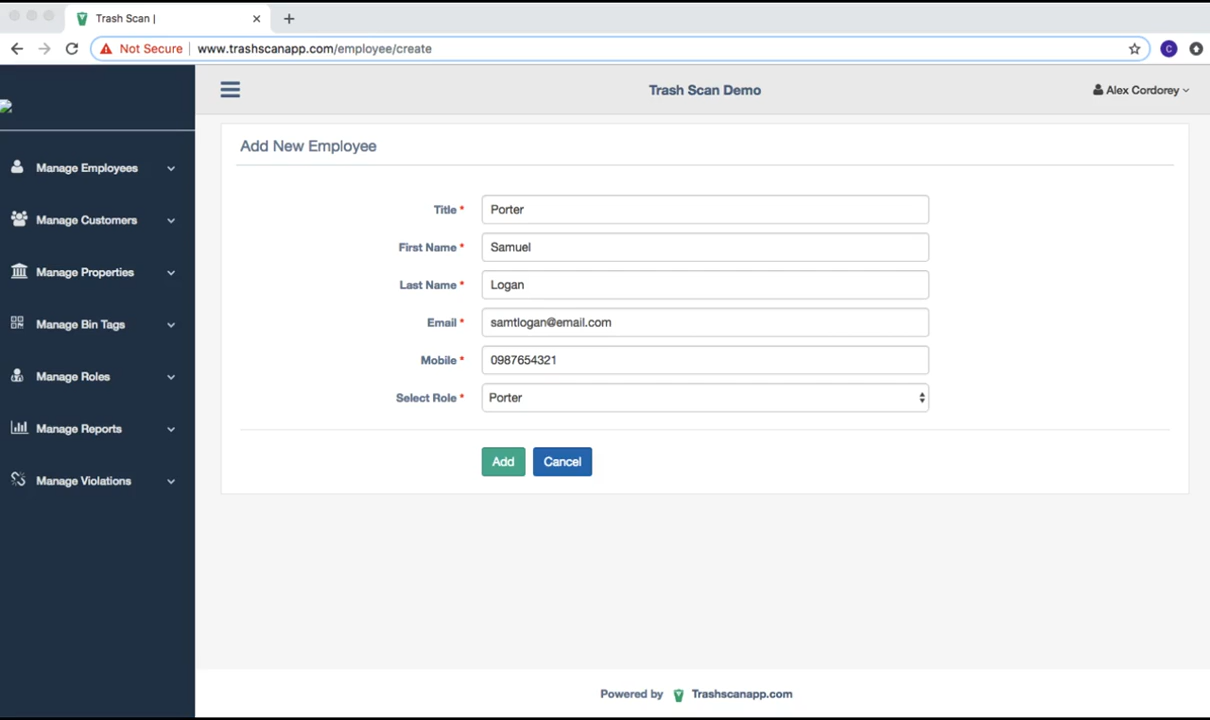 Trash Scan |
Not Secure
www.trashscanapp.com/employee/create
C
Trash Scan Demo
Alex Cordorey
Manage Employees
Manage Customers
Manage Properties
Manage Bin Tags
Manage Roles
Manage Reports
Manage Violations
Add New Employee
Title * Porter
First Name * Samuel
Last Name * Logan
Email * samtlogan@email.com
Mobile * 0987654321
Select Role * Porter
Add Cancel
Powered by Trashscanapp.com